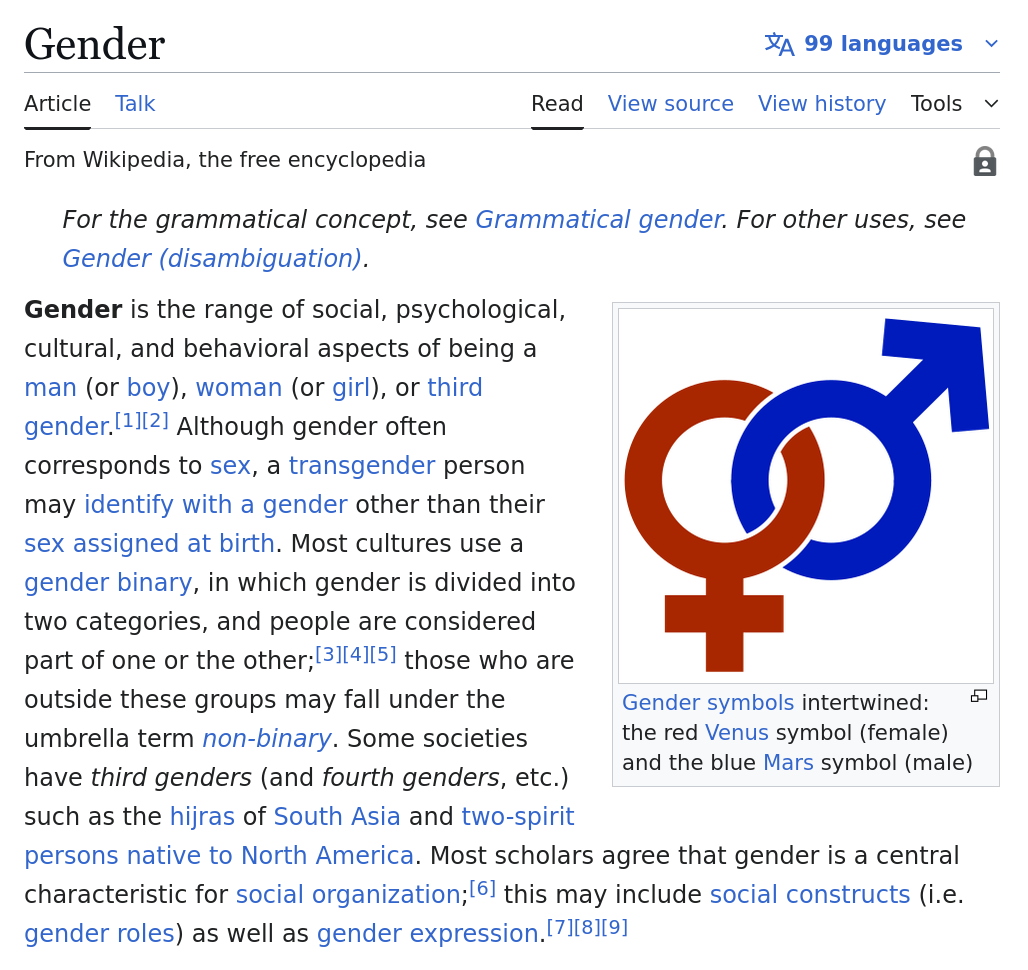 Gender
99 languages
Article Talk Read View source View history Tools
From Wikipedia, the free encyclopedia
For the grammatical concept, see Grammatical gender. For other uses, see
Gender (disambiguation).
Gender is the range of social, psychological,
cultural, and behavioral aspects of being a
man (or boy), woman (or girl), or third
gender.[1][2] Although gender often
corresponds to sex, a transgender person
may identify with a gender other than their
sex assigned at birth. Most cultures use a
gender binary, in which gender is divided into
two categories, and people are considered
part of one or the other;[3][4][5] those who are
outside these groups may fall under the
umbrella term non-binary. Some societies
have third genders (and fourth genders, etc.)
such as the hijras of South Asia and two-spirit
persons native to North America. Most scholars agree that gender is a central
characteristic for social organization;[6] this may include social constructs (i.e.
gender roles) as well as gender expression.[7][8][9]
Gender symbols intertwined:
the red Venus symbol (female)
and the blue Mars symbol (male)